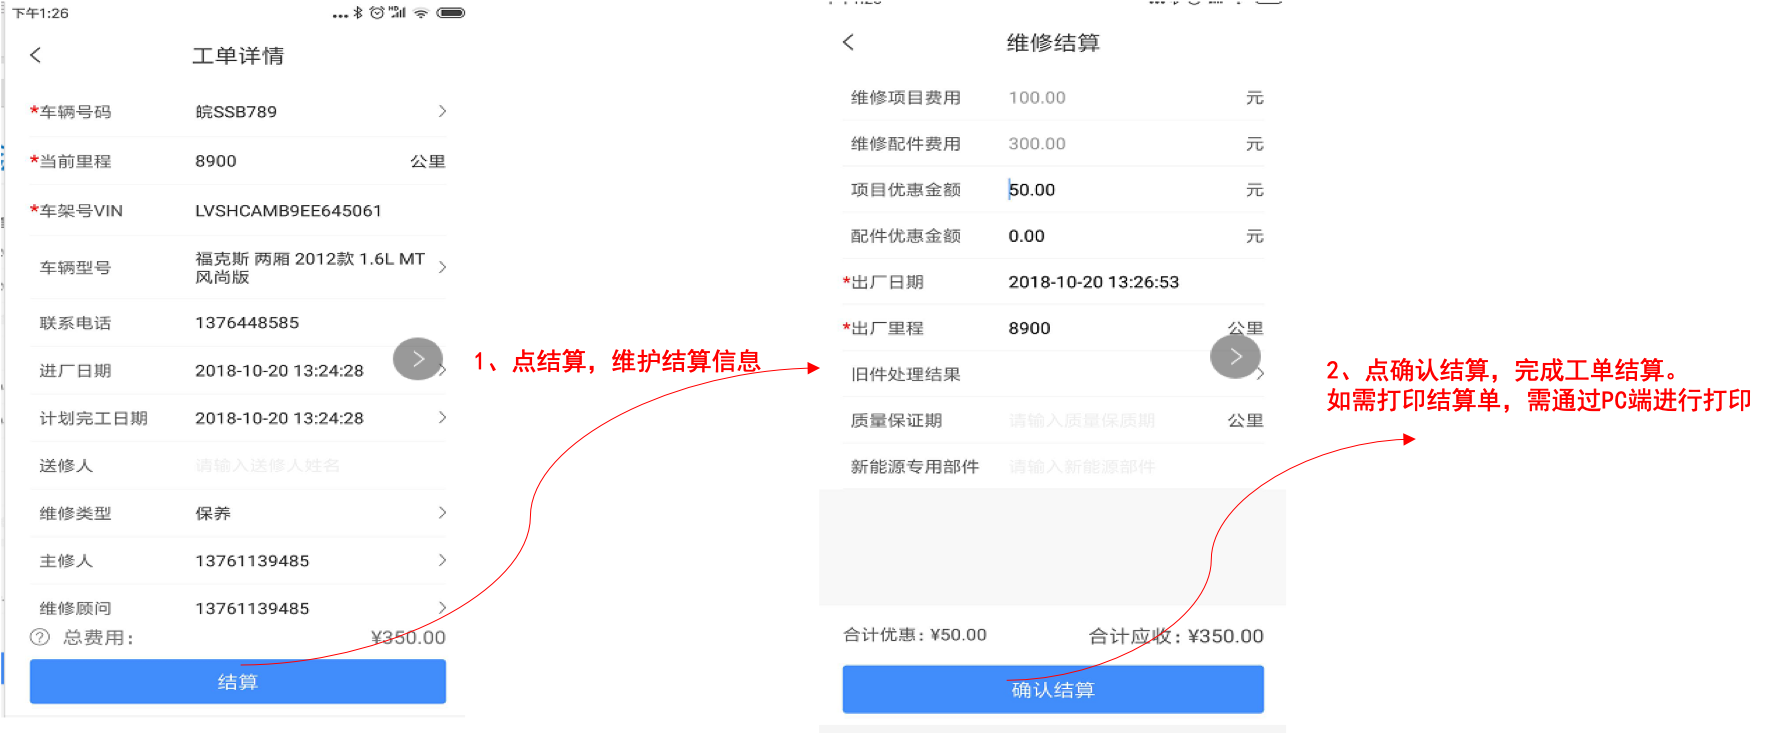 下午1:26
工单详情
*车辆号码 皖SSB789
*当前里程 8900 公里
*车架号VIN LVSHCAMB9EE645061
车辆型号 福克斯 两厢 2012款 1.6L MT
风尚版
联系电话 1376448585
进厂日期 2018-10-20 13:24:28
计划完工日期 2018-10-20 13:24:28
送修人 请输入送修人姓名
维修类型 保养
主修人 13761139485
维修顾问 13761139485
总费用: ¥350.00
结算
1、点结算，维护结算信息
维修结算
维修项目费用 100.00 元
维修配件费用 300.00 元
项目优惠金额 50.00 元
配件优惠金额 0.00 元
*出厂日期 2018-10-20 13:26:53
*出厂里程 8900 公里
旧件处理结果
质量保证期 请输入质量保质期 公里
新能源专用部件 请输入新能源部件
合计优惠: ¥50.00 合计应收: ¥350.00
确认结算
2、点确认结算，完成工单结算。
如需打印结算单，需通过PC端进行打印